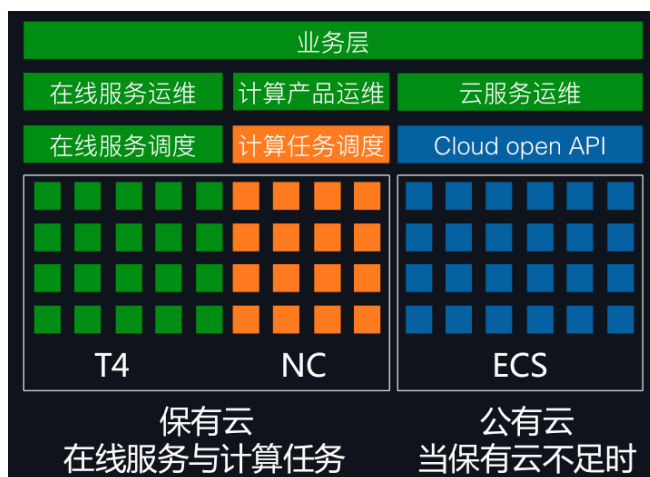 业务层
在线服务运维
计算产品运维
云服务运维
在线服务调度
计算任务调度
Cloud open API
T4
NC
ECS
保有云
在线服务与计算任务
公有云
当保有云不足时